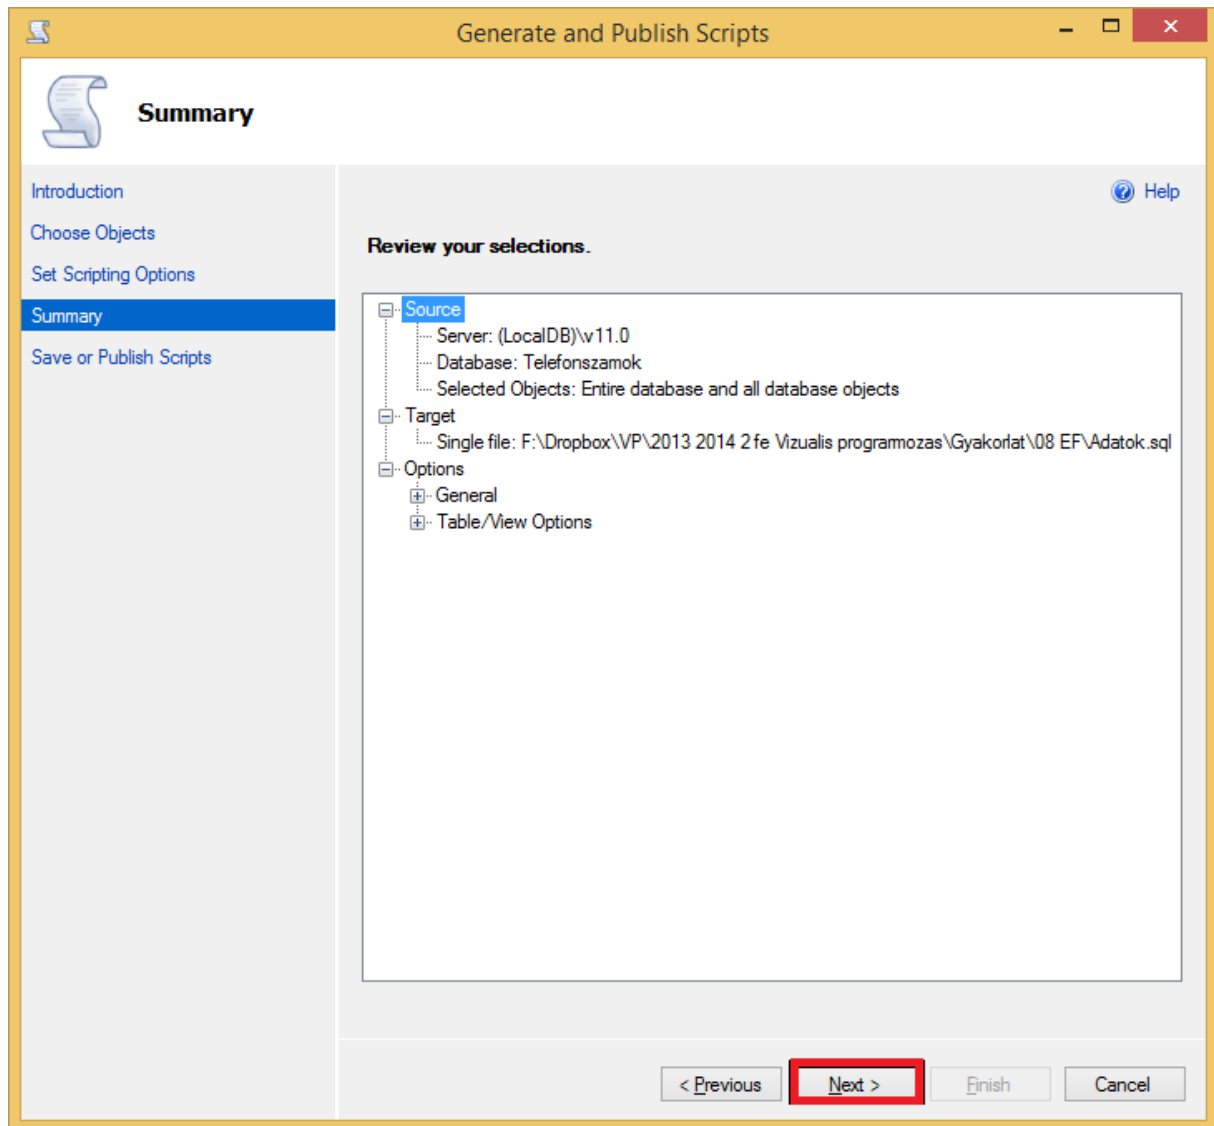 Generate and Publish Scripts
Summary
Introduction
Choose Objects
Set Scripting Options
Summary
Save or Publish Scripts
Help
Review your selections.
Source
Server: (LocalDB)\v11.0
Database: Telefonszamok
Selected Objects: Entire database and all database objects
Target
Single file: F:\Dropbox\VP\2013 2014 2 fe Vizualis programozas\Gyakorlat\08 EF\Adatok.sql
Options
General
Table/View Options
< Previous
Next >
Finish
Cancel